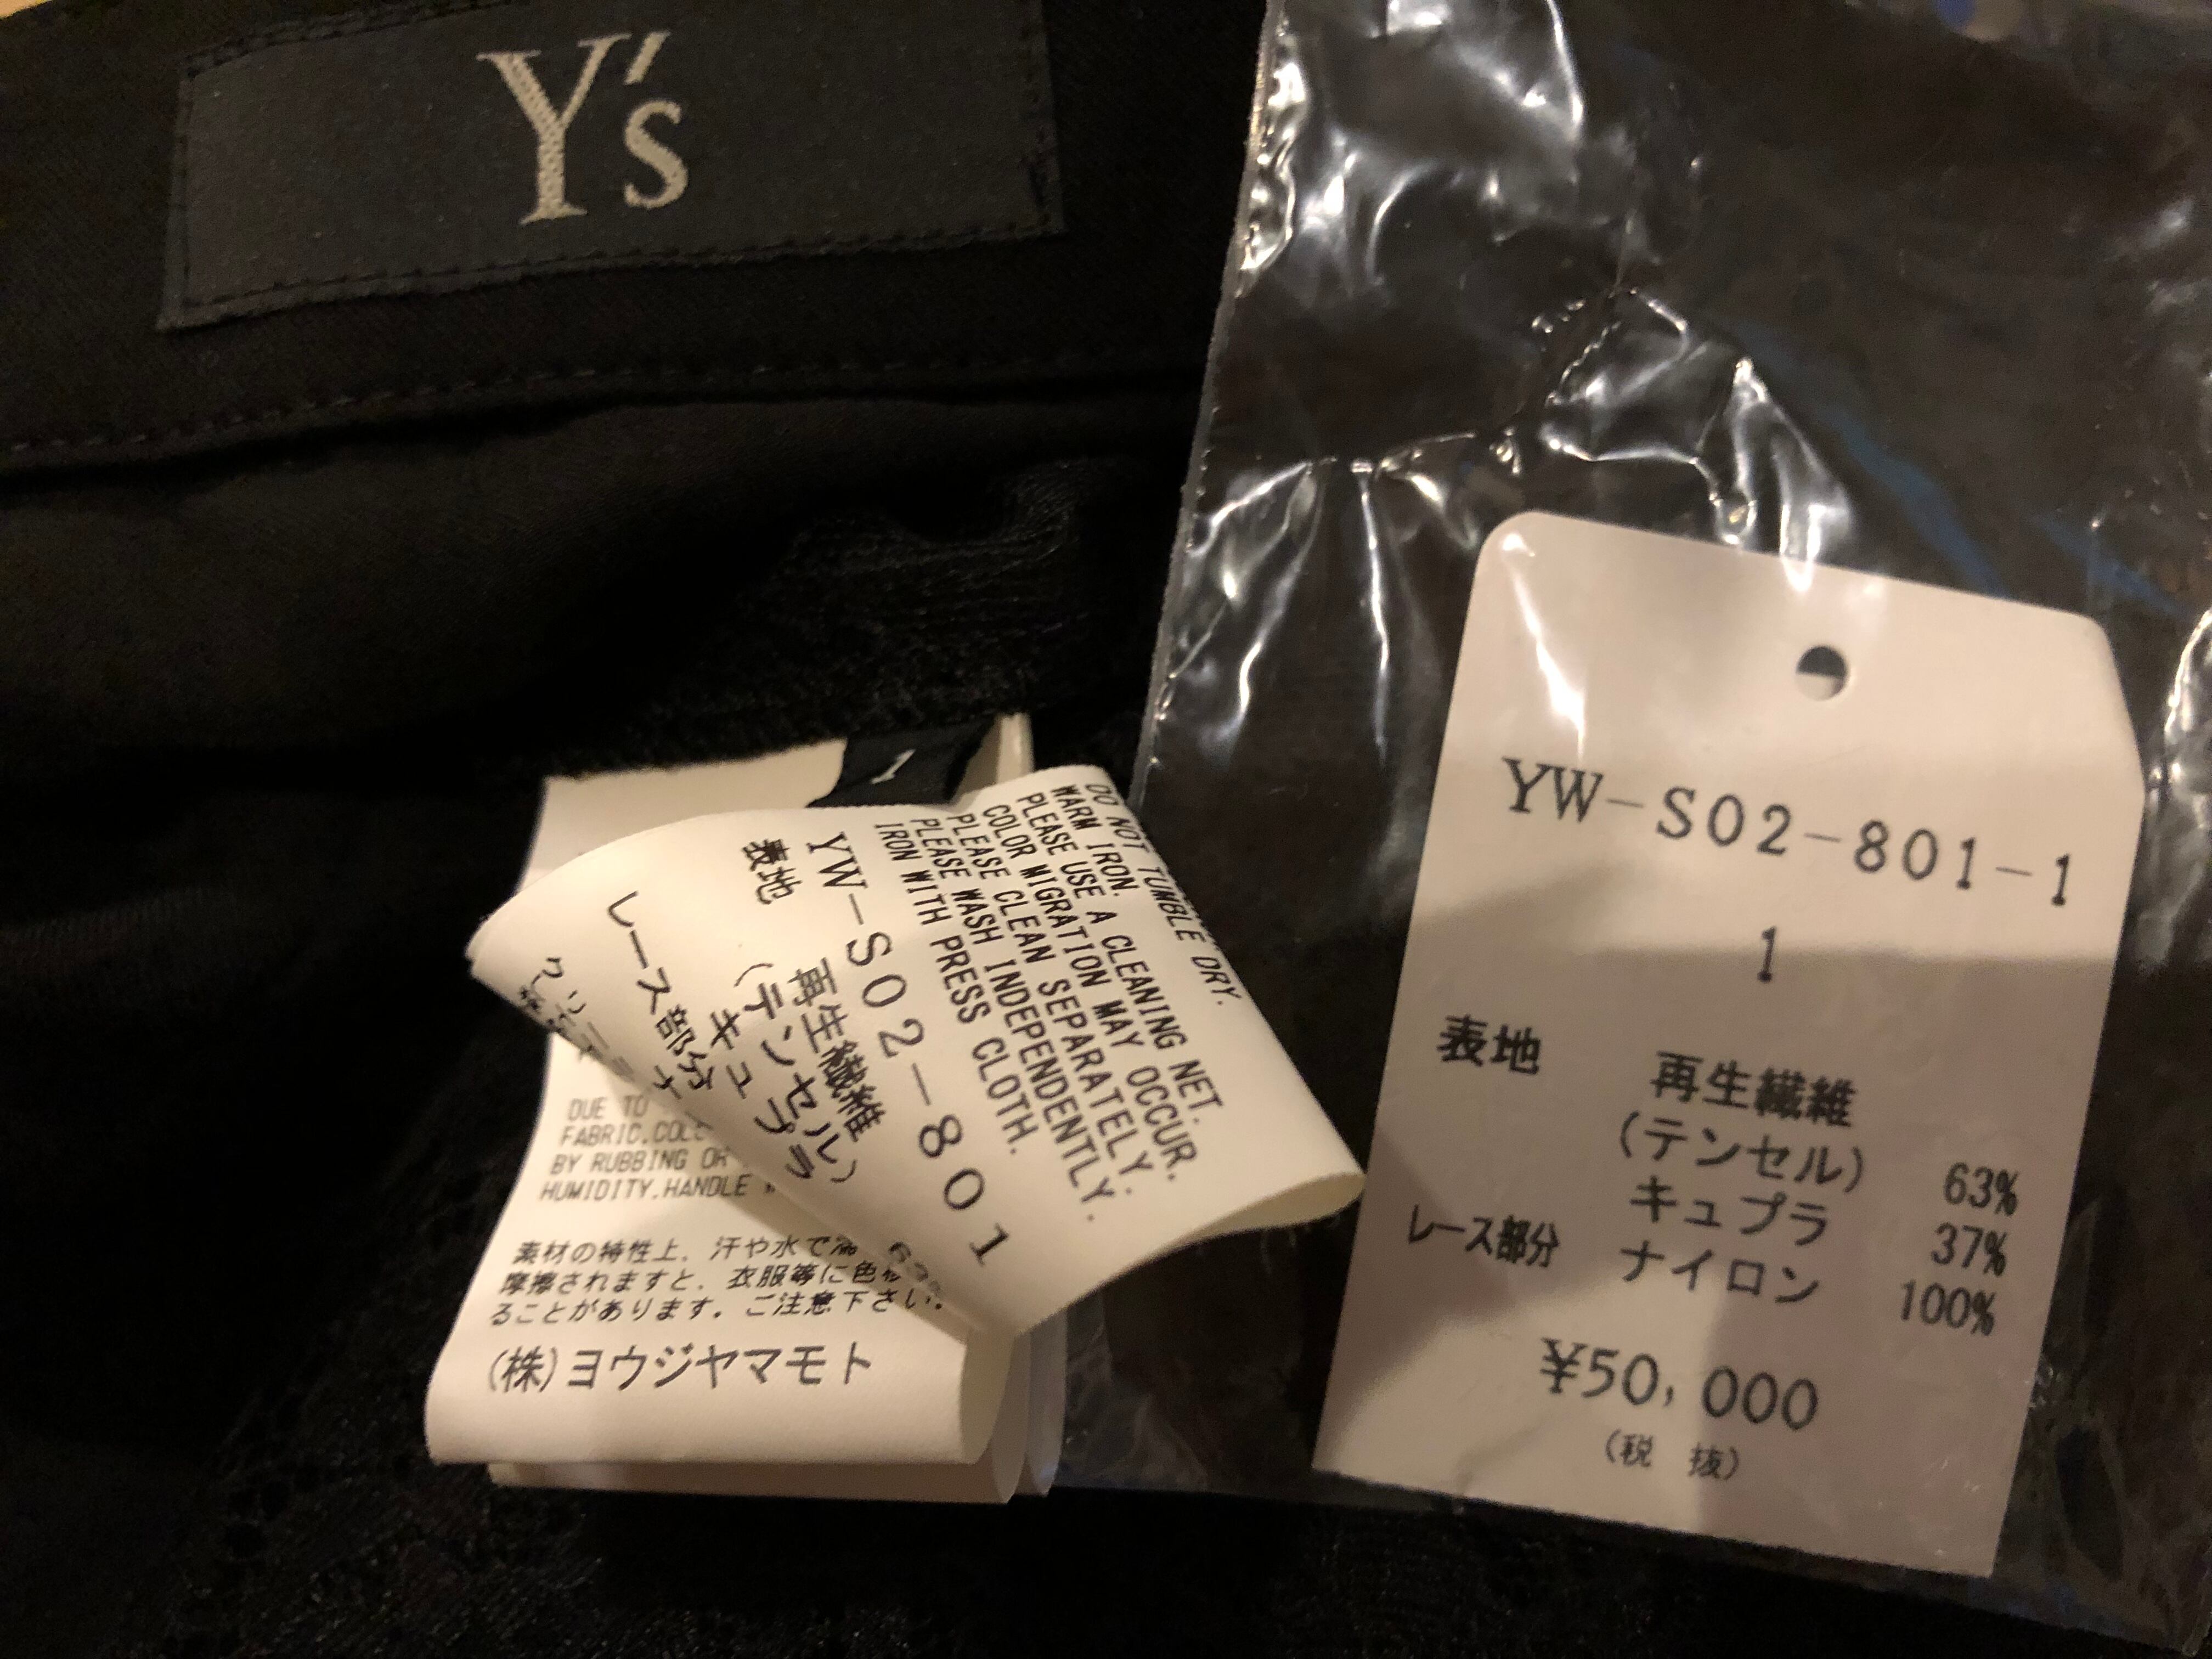 Y's
1
DO NOT TUMBLE DRY.
WARM IRON.
PLEASE USE A CLEANING NET.
COLOR MIGRATION MAY OCCUR.
PLEASE CLEAN SEPARATELY.
PLEASE WASH INDEPENDENTLY.
IRON WITH PRESS CLOTH.
YW-S02-801
表地 再生繊維
(テンセル)
キュプラ
レース部分
DUE TO
FABRIC.
BY RUBBING OR
HUMIDITY.HANDLE
素材の特性上、汗や水で
摩擦されますと、衣服等に色
ることがあります。ご注意下さい。
(株)ヨウジヤマモト
YW-S02-801-1
1
表地 再生繊維
(テンセル) 63%
キュプラ 37%
レース部分 ナイロン 100%
¥50,000
(税 抜)